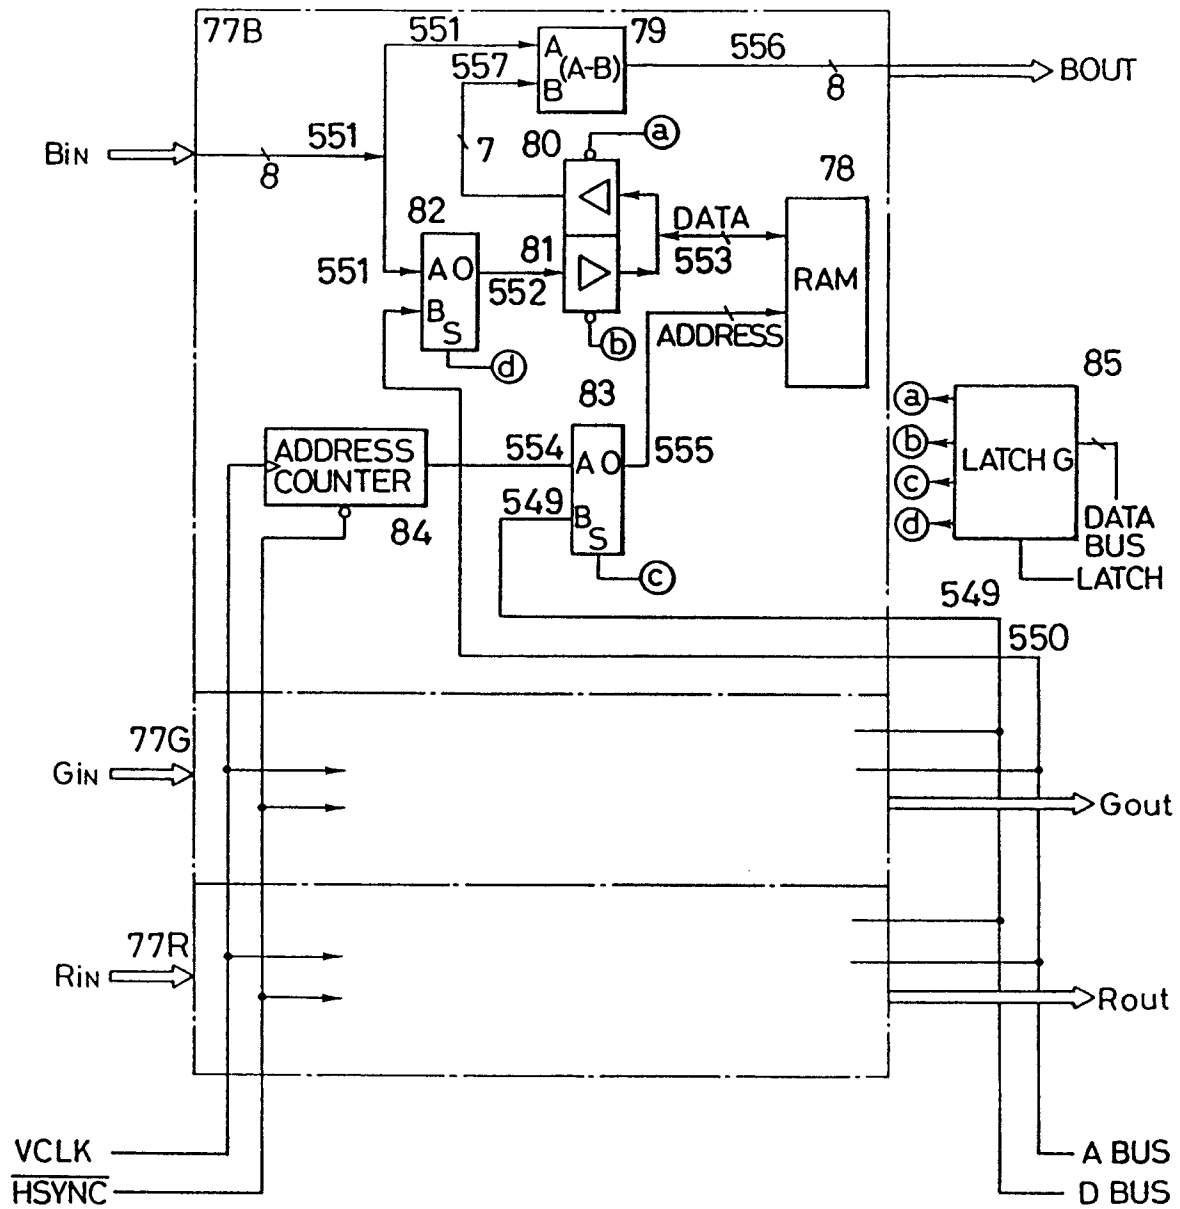 77B
551
79
A
(A-B)
B
556
8
BOUT
557
BiN
551
8
7
80
a
78
82
DATA
553
551
A O
552
81
B
S
RAM
b
ADDRESS
d
83
85
a
b
c
d
LATCH G
ADDRESS
COUNTER
554
A O
555
549
B
S
84
DATA
BUS
c
LATCH
549
550
77G
GiN
Gout
77R
RiN
Rout
VCLK
A BUS
HSYNC
D BUS